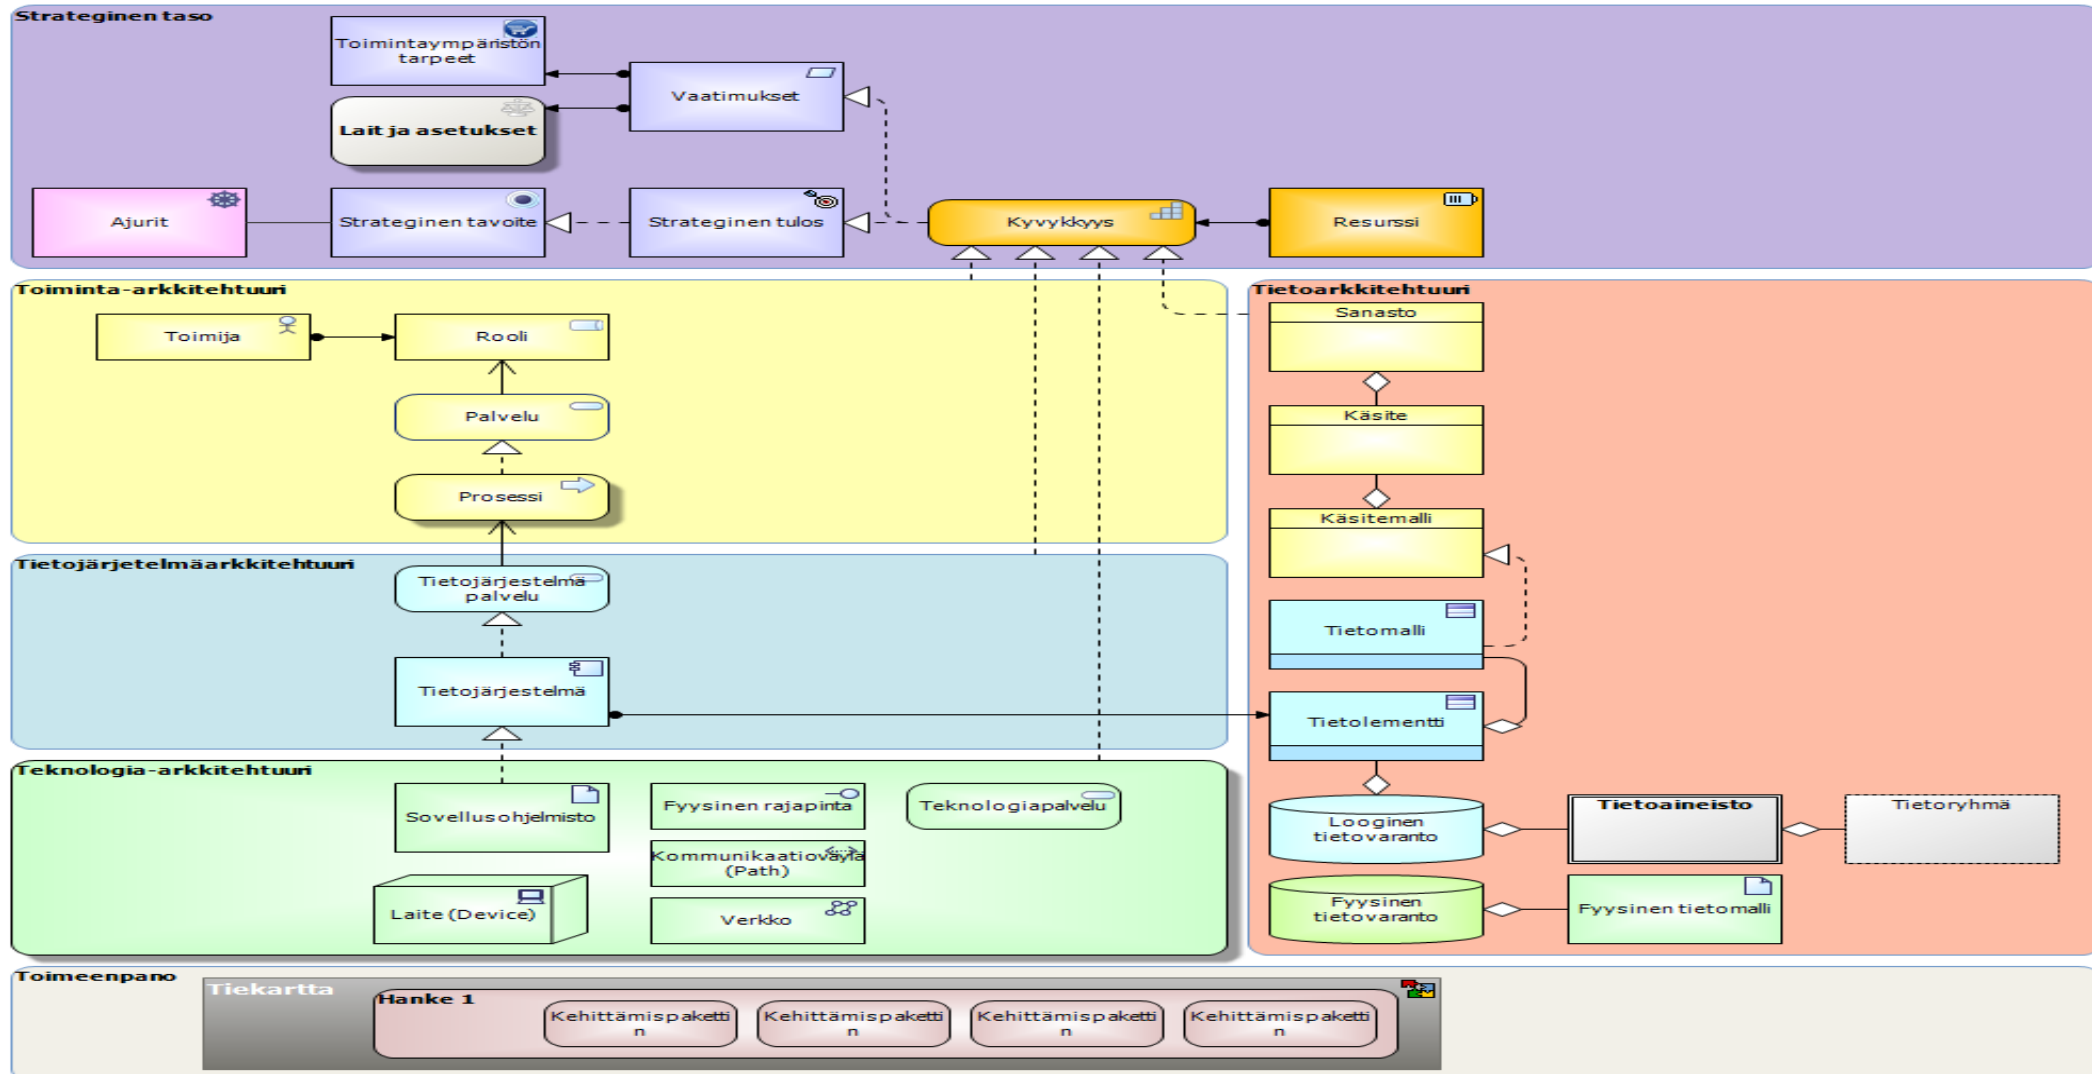 Strateginen taso
Toimintaympäristön
tarpeet
Vaatimukset
Lait ja asetukset
Ajurit
Strateginen tavoite
Strateginen tulos
Kyvykkyys
Resurssi
Toiminta-arkkitehtuuri
Toimija
Rooli
Palvelu
Prosessi
Tietojärjetelmäarkkitehtuuri
Tietojärjestelmä
palvelu
Tietojärjestelmä
Teknologia-arkkitehtuuri
Sovellusohjelmisto
Fyysinen rajapinta
Teknologiapalvelu
Kommunikaatioväylä
(Path)
Laite (Device)
Verkko
Tietoarkkitehtuuri
Sanasto
Käsite
Käsitemalli
Tietomalli
Tietolementti
Looginen
tietovaranto
Tietoaineisto
Tietoryhmä
Fyysinen
tietovaranto
Fyysinen tietomalli
Toimeenpano
Tiekartta
Hanke 1
Kehittämispaketti
n
Kehittämispaketti
n
Kehittämispaketti
n
Kehittämispaketti
n